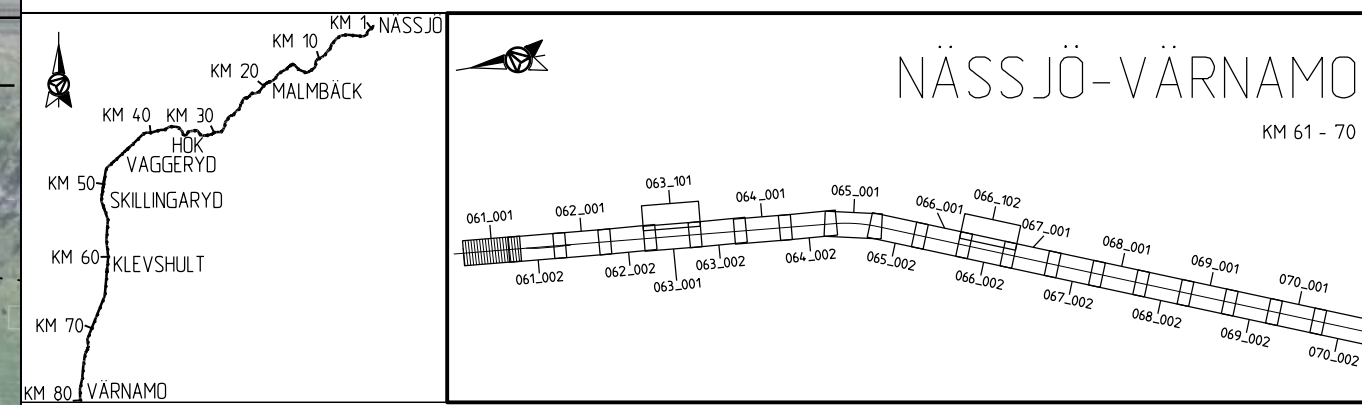 KM 1
NÄSSJÖ
KM 10
KM 20
MALMBÄCK
KM 40
KM 30
HOK
VAGGERYD
KM 50
SKILLINGARYD
KM 60
KLEVSHULT
KM 70
KM 80
VÄRNAMO
NÄSSJÖ-VÄRNAMO
KM 61 - 70
061_001
062_001
063_101
064_001
065_001
066_001
066_102
067_001
068_001
069_001
070_001
061_002
062_002
063_001
063_002
064_002
065_002
066_002
067_002
068_002
069_002
070_002